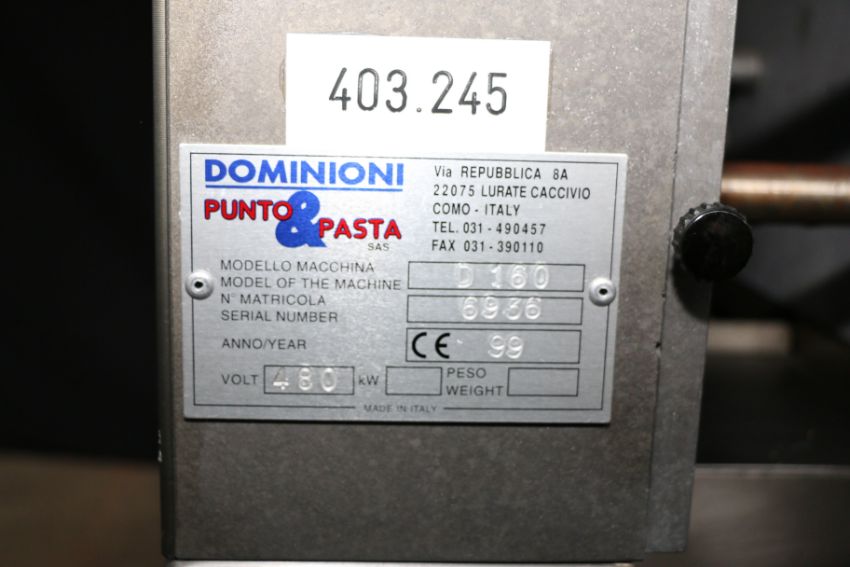 403.245
DOMINIONI
PUNTO & PASTA
SAS
Via REPUBBLICA 8A
22075 LURATE CACCIVIO
COMO - ITALY
TEL. 031 - 490457
FAX 031 - 390110
MODELLO MACCHINA
MODEL OF THE MACHINE D 160
N° MATRICOLA
SERIAL NUMBER 6936
ANNO/YEAR CE 99
VOLT 480 kW PESO
WEIGHT
MADE IN ITALY